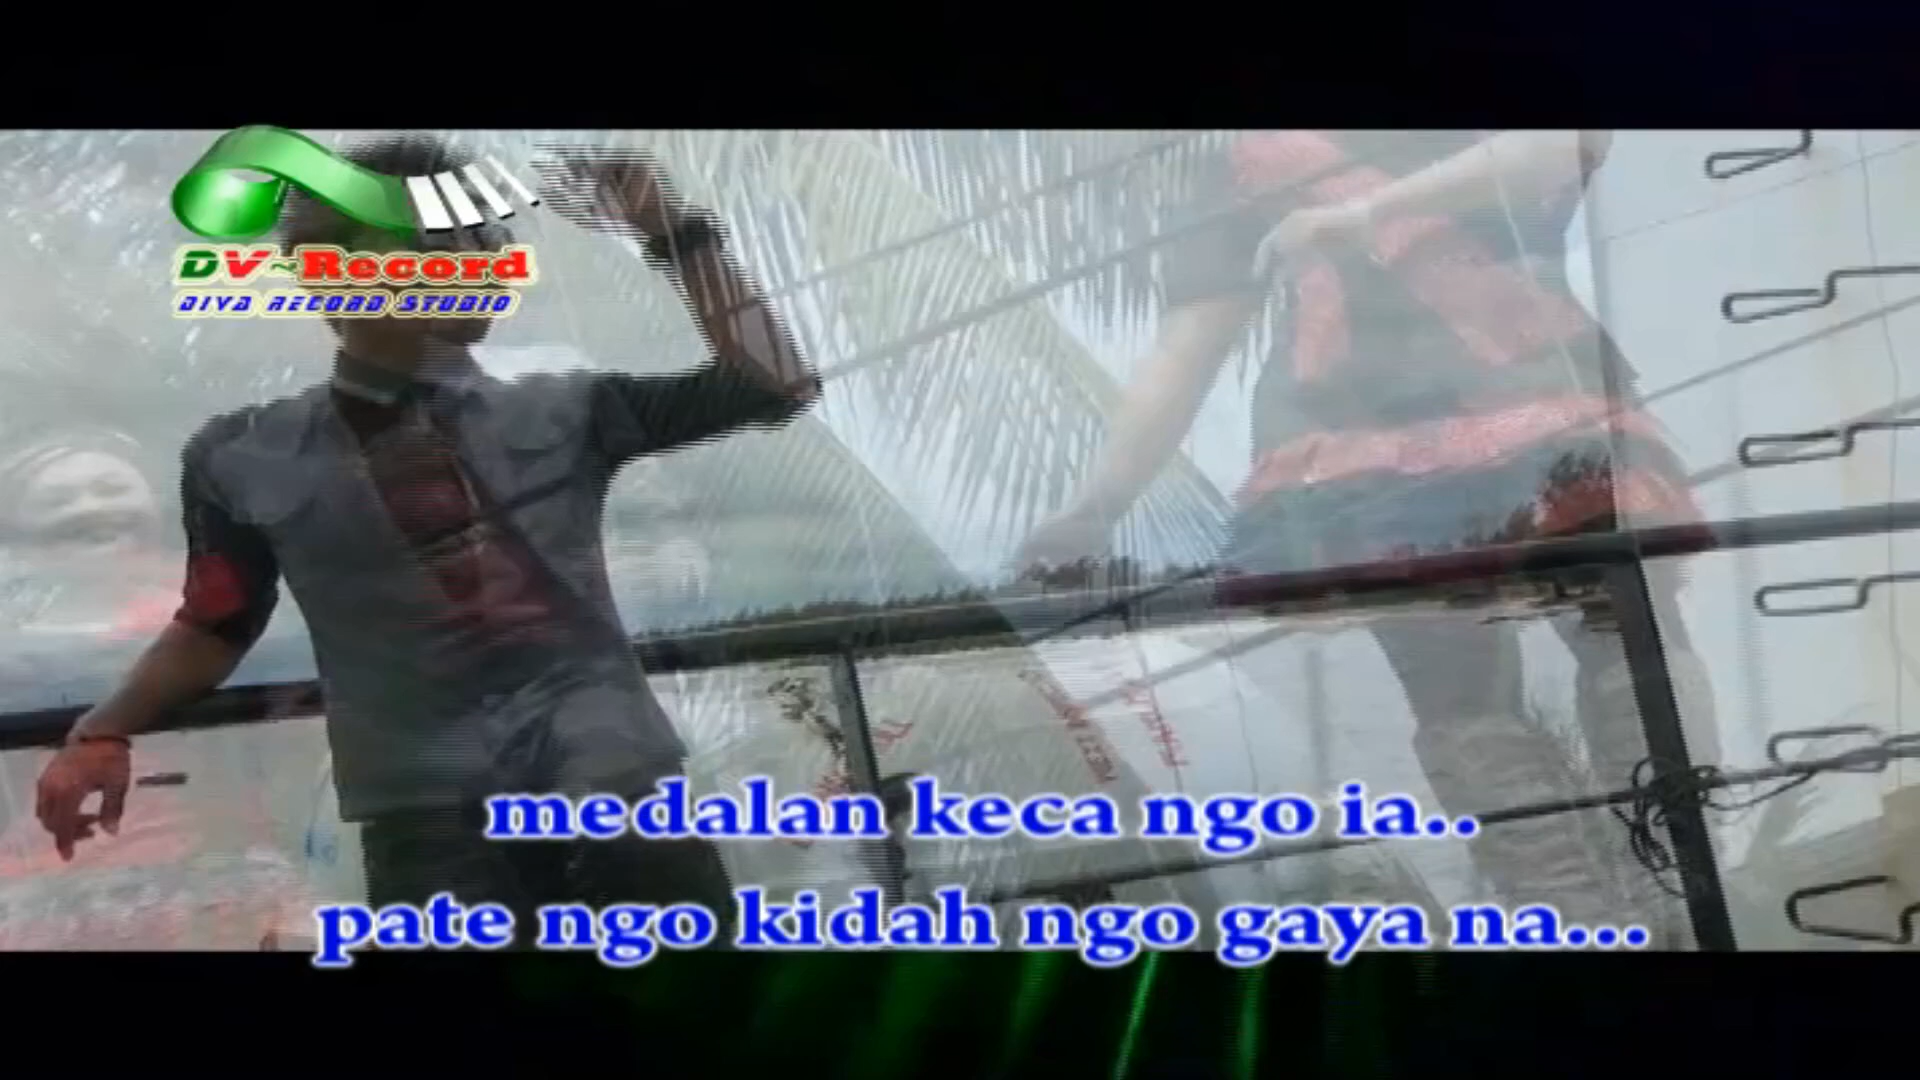 DV~Record
DIVA RECORD STUDIO
medalan keca ngo ia..
pate ngo kidah ngo gaya na...